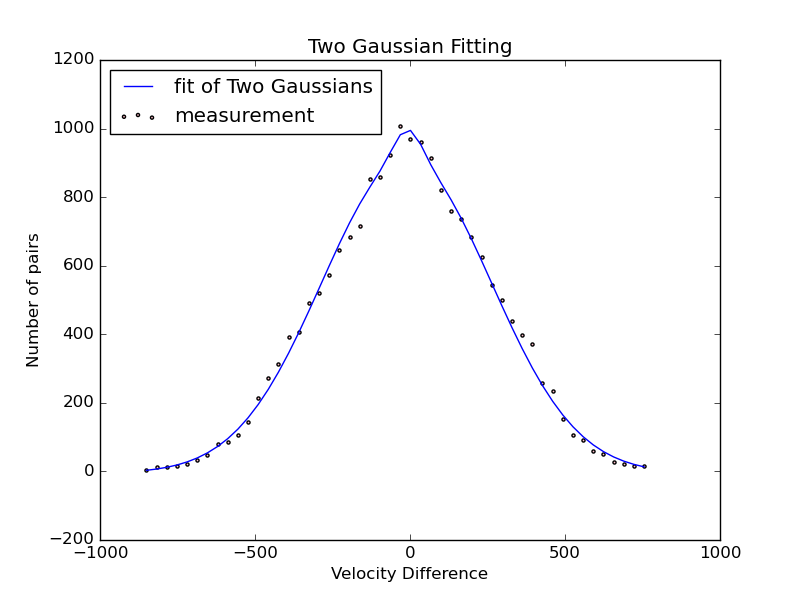 Two Gaussian Fitting
1200
fit of Two Gaussians
measurement
1000
800
600
400
200
0
−200
−1000
−500
0
500
1000
Number of pairs
Velocity Difference